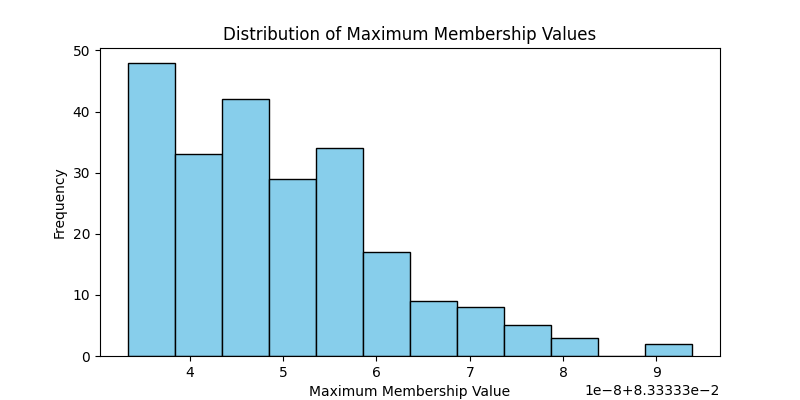 Distribution of Maximum Membership Values
50
40
30
20
10
0
Frequency
4 5 6 7 8 9
Maximum Membership Value
1e−8+8.33333e−2